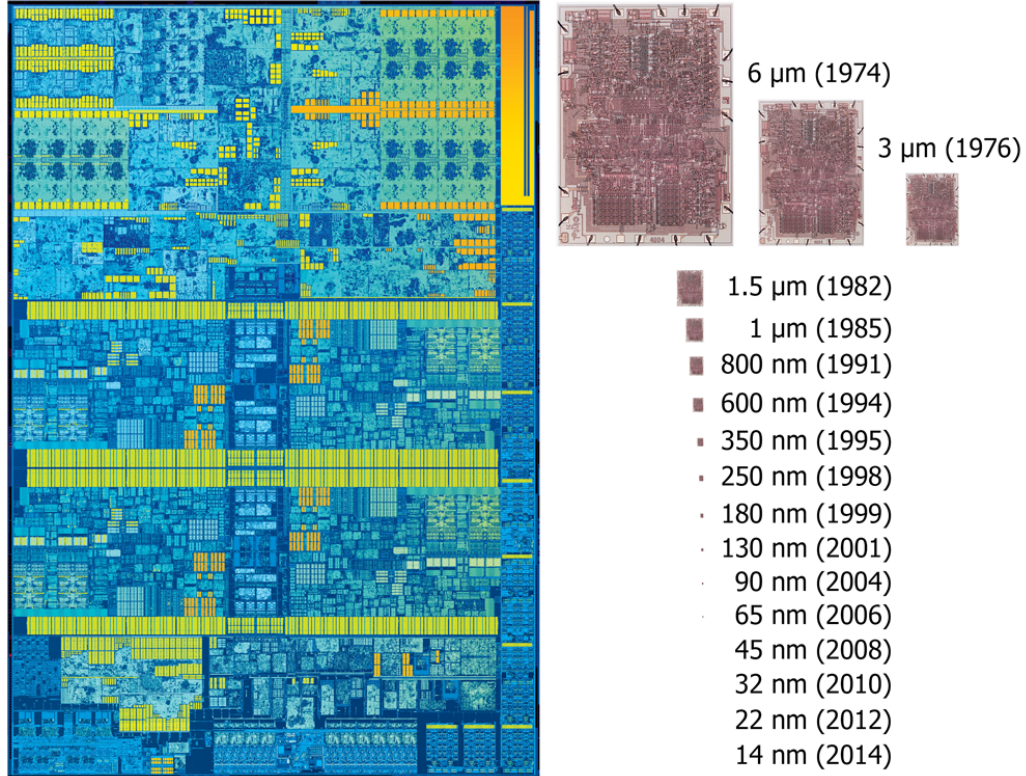 6 µm (1974)
3 µm (1976)
1.5 µm (1982)
1 µm (1985)
800 nm (1991)
600 nm (1994)
350 nm (1995)
250 nm (1998)
180 nm (1999)
130 nm (2001)
90 nm (2004)
65 nm (2006)
45 nm (2008)
32 nm (2010)
22 nm (2012)
14 nm (2014)